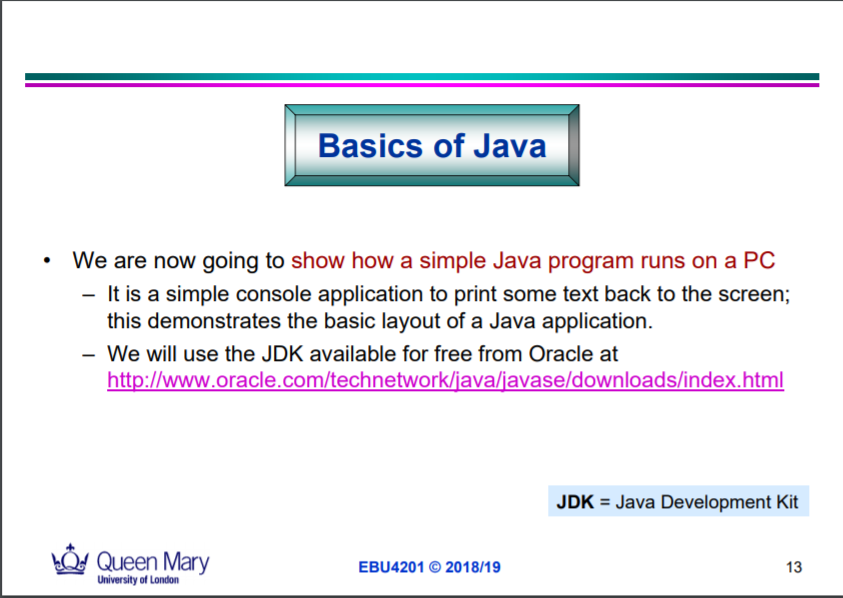 Basics of Java
• We are now going to show how a simple Java program runs on a PC
– It is a simple console application to print some text back to the screen;
this demonstrates the basic layout of a Java application.
– We will use the JDK available for free from Oracle at
http://www.oracle.com/technetwork/java/javase/downloads/index.html
JDK = Java Development Kit
Queen Mary
University of London
EBU4201 © 2018/19
13